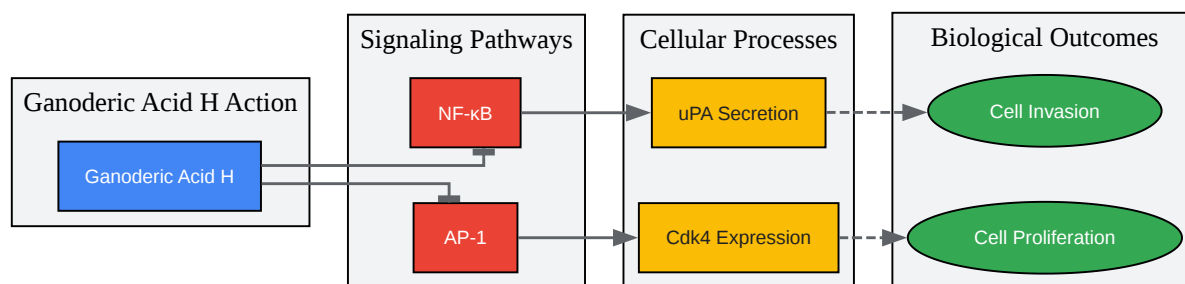 Ganoderic Acid H Action
Ganoderic Acid H
Signaling Pathways
NF-κB
AP-1
Cellular Processes
uPA Secretion
Cdk4 Expression
Biological Outcomes
Cell Invasion
Cell Proliferation